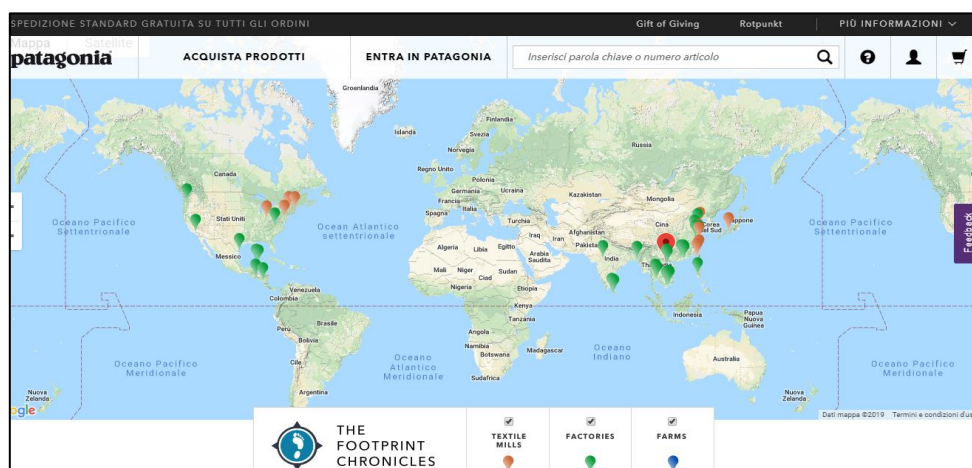 SPEDIZIONE STANDARD GRATUITA SU TUTTI GLI ORDINI
Gift of Giving
Rotpunkt
PIÙ INFORMAZIONI
Mappa
Satellite
patagonia
ACQUISTA PRODOTTI
ENTRA IN PATAGONIA
Inserisci parola chiave o numero articolo
Groenlandia
Islanda
Finlandia
Svezia
Norvegia
Russia
Regno Unito
Polonia
Germania
Ucraina
Francia
Italia
Spagna
Turchia
Kazakistan
Mongolia
Canada
Stati Uniti
Messico
Oceano Pacifico
Settentrionale
Ocean Atlantico
settentrionale
Oceano Pacifico
Settentrionale
Algeria
Libia
Egitto
Arabia
Saudita
Iraq
Iran
Afghanistan
Pakistan
India
Cina
Corea
del Sud
Mali
Niger
Ciad
Sudan
Nigeria
Etiopia
Kenya
Tanzania
Angola
Namibia
Botswana
Madagascar
Sudafrica
Venezuela
Colombia
Perù
Brasile
Bolivia
Cile
Argentina
Indonesia
Papua
Nuova
Guinea
Australia
Oceano
Indiano
Oceano
Atlantico
Meridionale
Oceano Pacifico
Meridionale
Oceano Pacifico
Meridionale
Nuova
Zelanda
Nuova
Zelanda
Feedback
Dati mappa ©2019
Termini e condizioni d'us
THE
FOOTPRINT
CHRONICLES
TEXTILE
MILLS
FACTORIES
FARMS